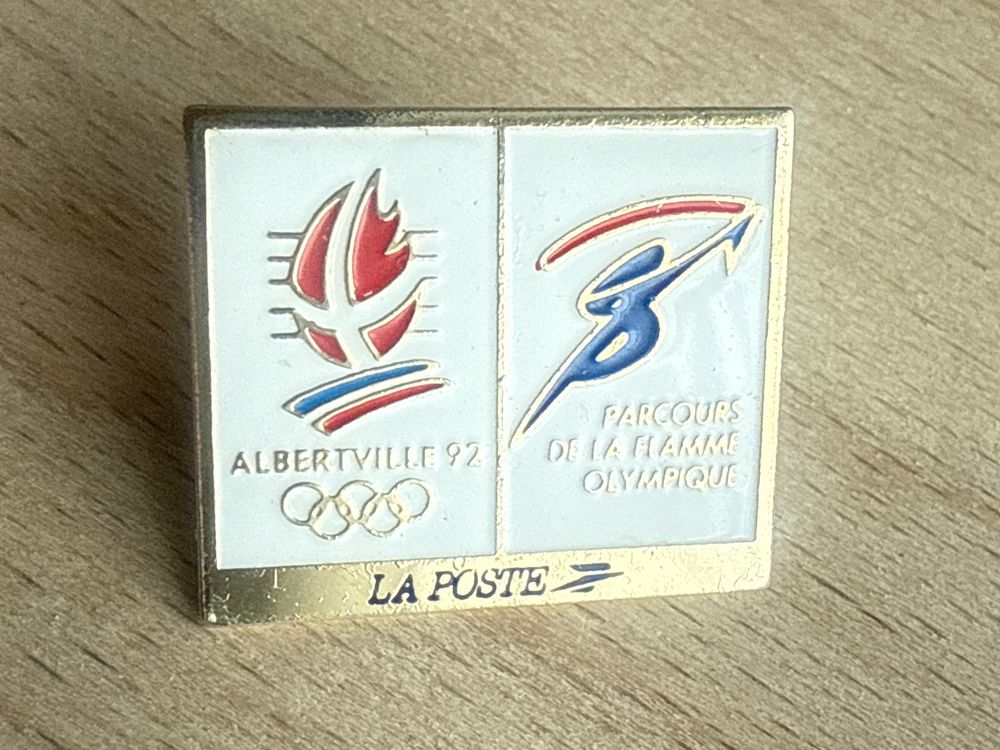 ALBERTVILLE 92
PARCOURS
DE LA FLAMME
OLYMPIQUE
LA POSTE